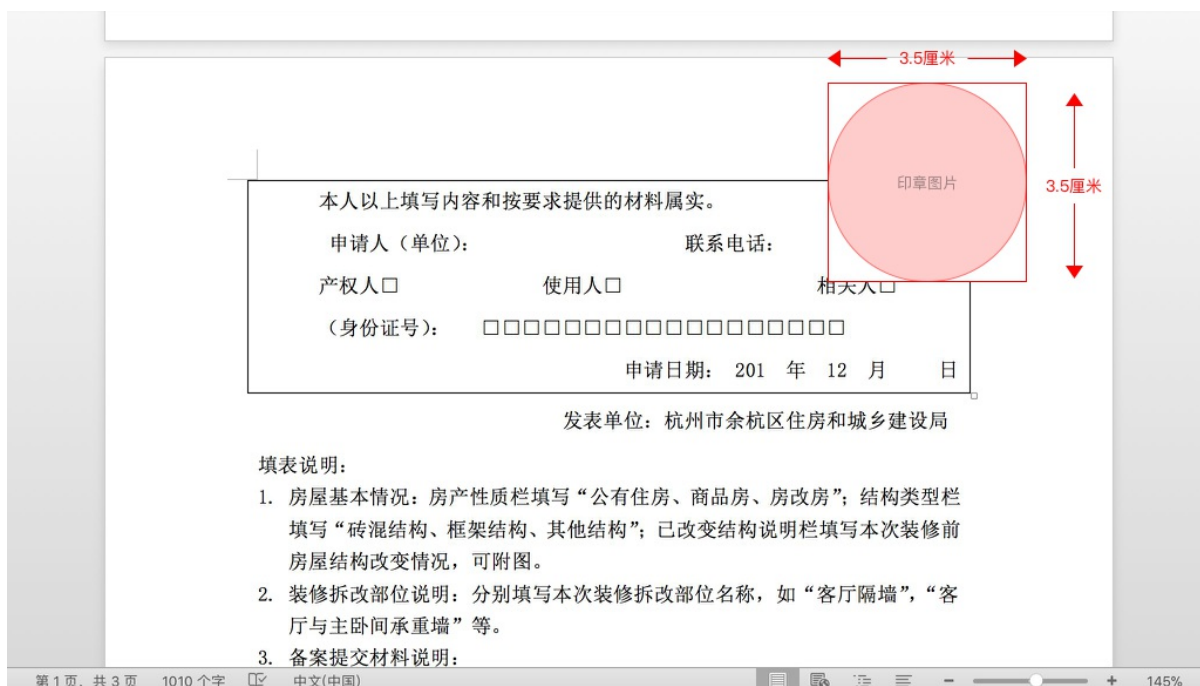 3.5厘米
印章图片
3.5厘米
本人以上填写内容和按要求提供的材料属实。
申请人（单位）： 联系电话：
产权人□ 使用人□ 相关人□
（身份证号）： □□□□□□□□□□□□□□□□□□
申请日期： 201 年 12 月 日
发表单位：杭州市余杭区住房和城乡建设局
填表说明：
1. 房屋基本情况：房产性质栏填写“公有住房、商品房、房改房”；结构类型栏
填写“砖混结构、框架结构、其他结构”；已改变结构说明栏填写本次装修前
房屋结构改变情况，可附图。
2. 装修拆改部位说明：分别填写本次装修拆改部位名称，如“客厅隔墙”，“客
厅与主卧间承重墙”等。
3. 备案提交材料说明：
第1页，共3页 1010个字 中文(中国) 145%